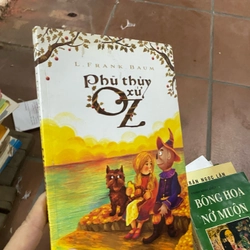 L. FRANK BAUM
Phù thủy
xứ
OZ
BÔNG HOA
NỞ MUỘN